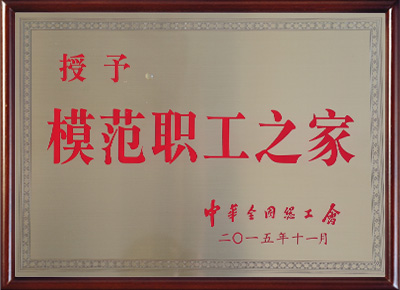 授予
模范职工之家
中华全国总工会
二〇一五年十一月